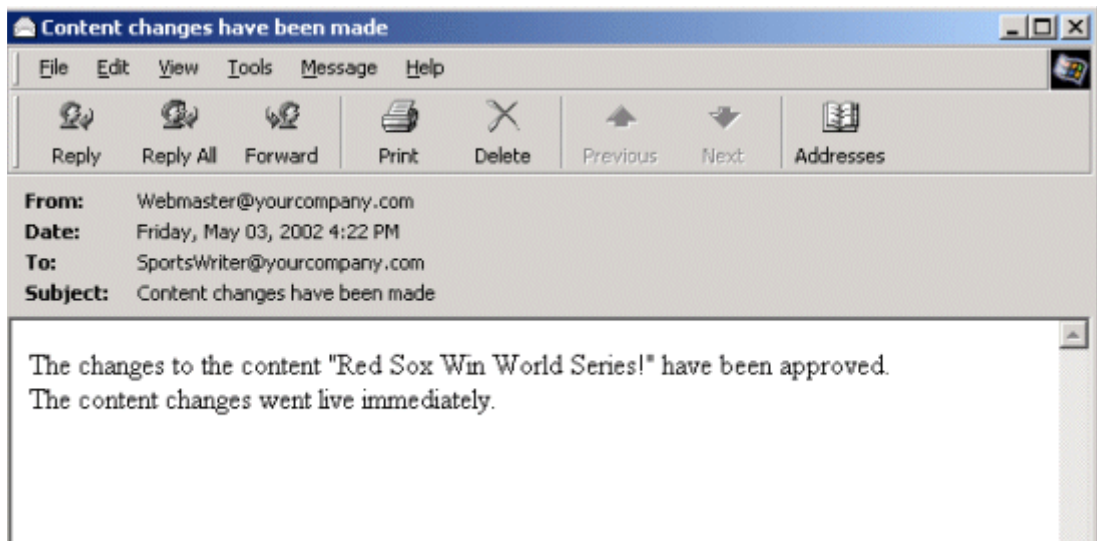 Content changes have been made
File Edit View Tools Message Help
Reply Reply All Forward Print Delete Previous Next Addresses
From: Webmaster@yourcompany.com
Date: Friday, May 03, 2002 4:22 PM
To: SportsWriter@yourcompany.com
Subject: Content changes have been made
The changes to the content "Red Sox Win World Series!" have been approved.
The content changes went live immediately.